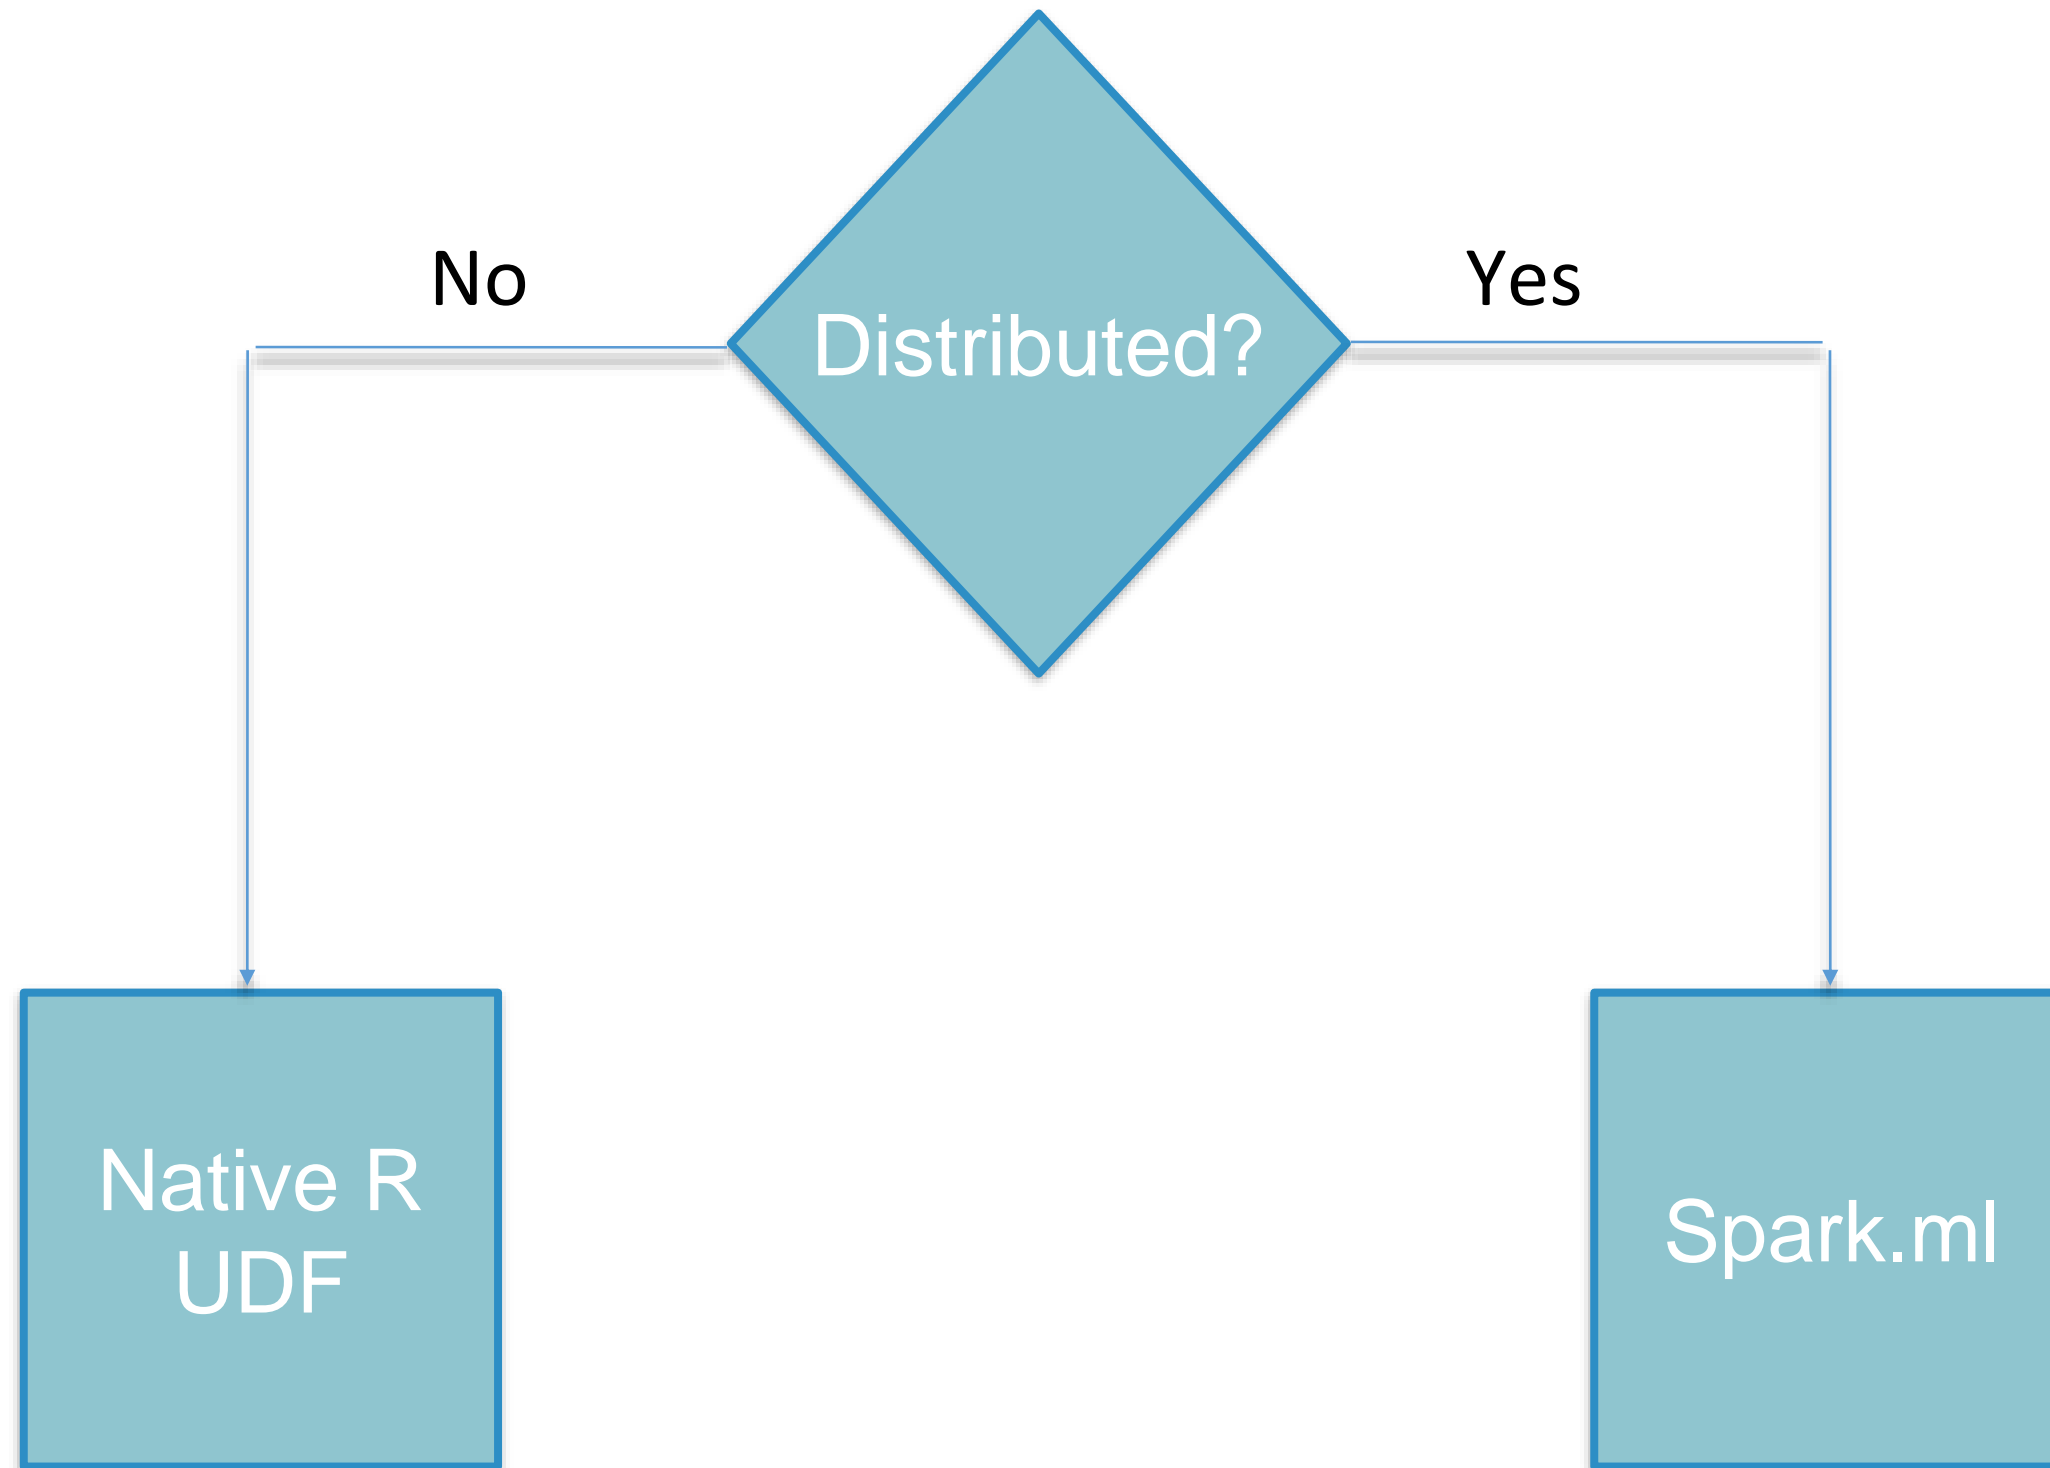 No
Yes
Distributed?
Native R
UDF
Spark.ml